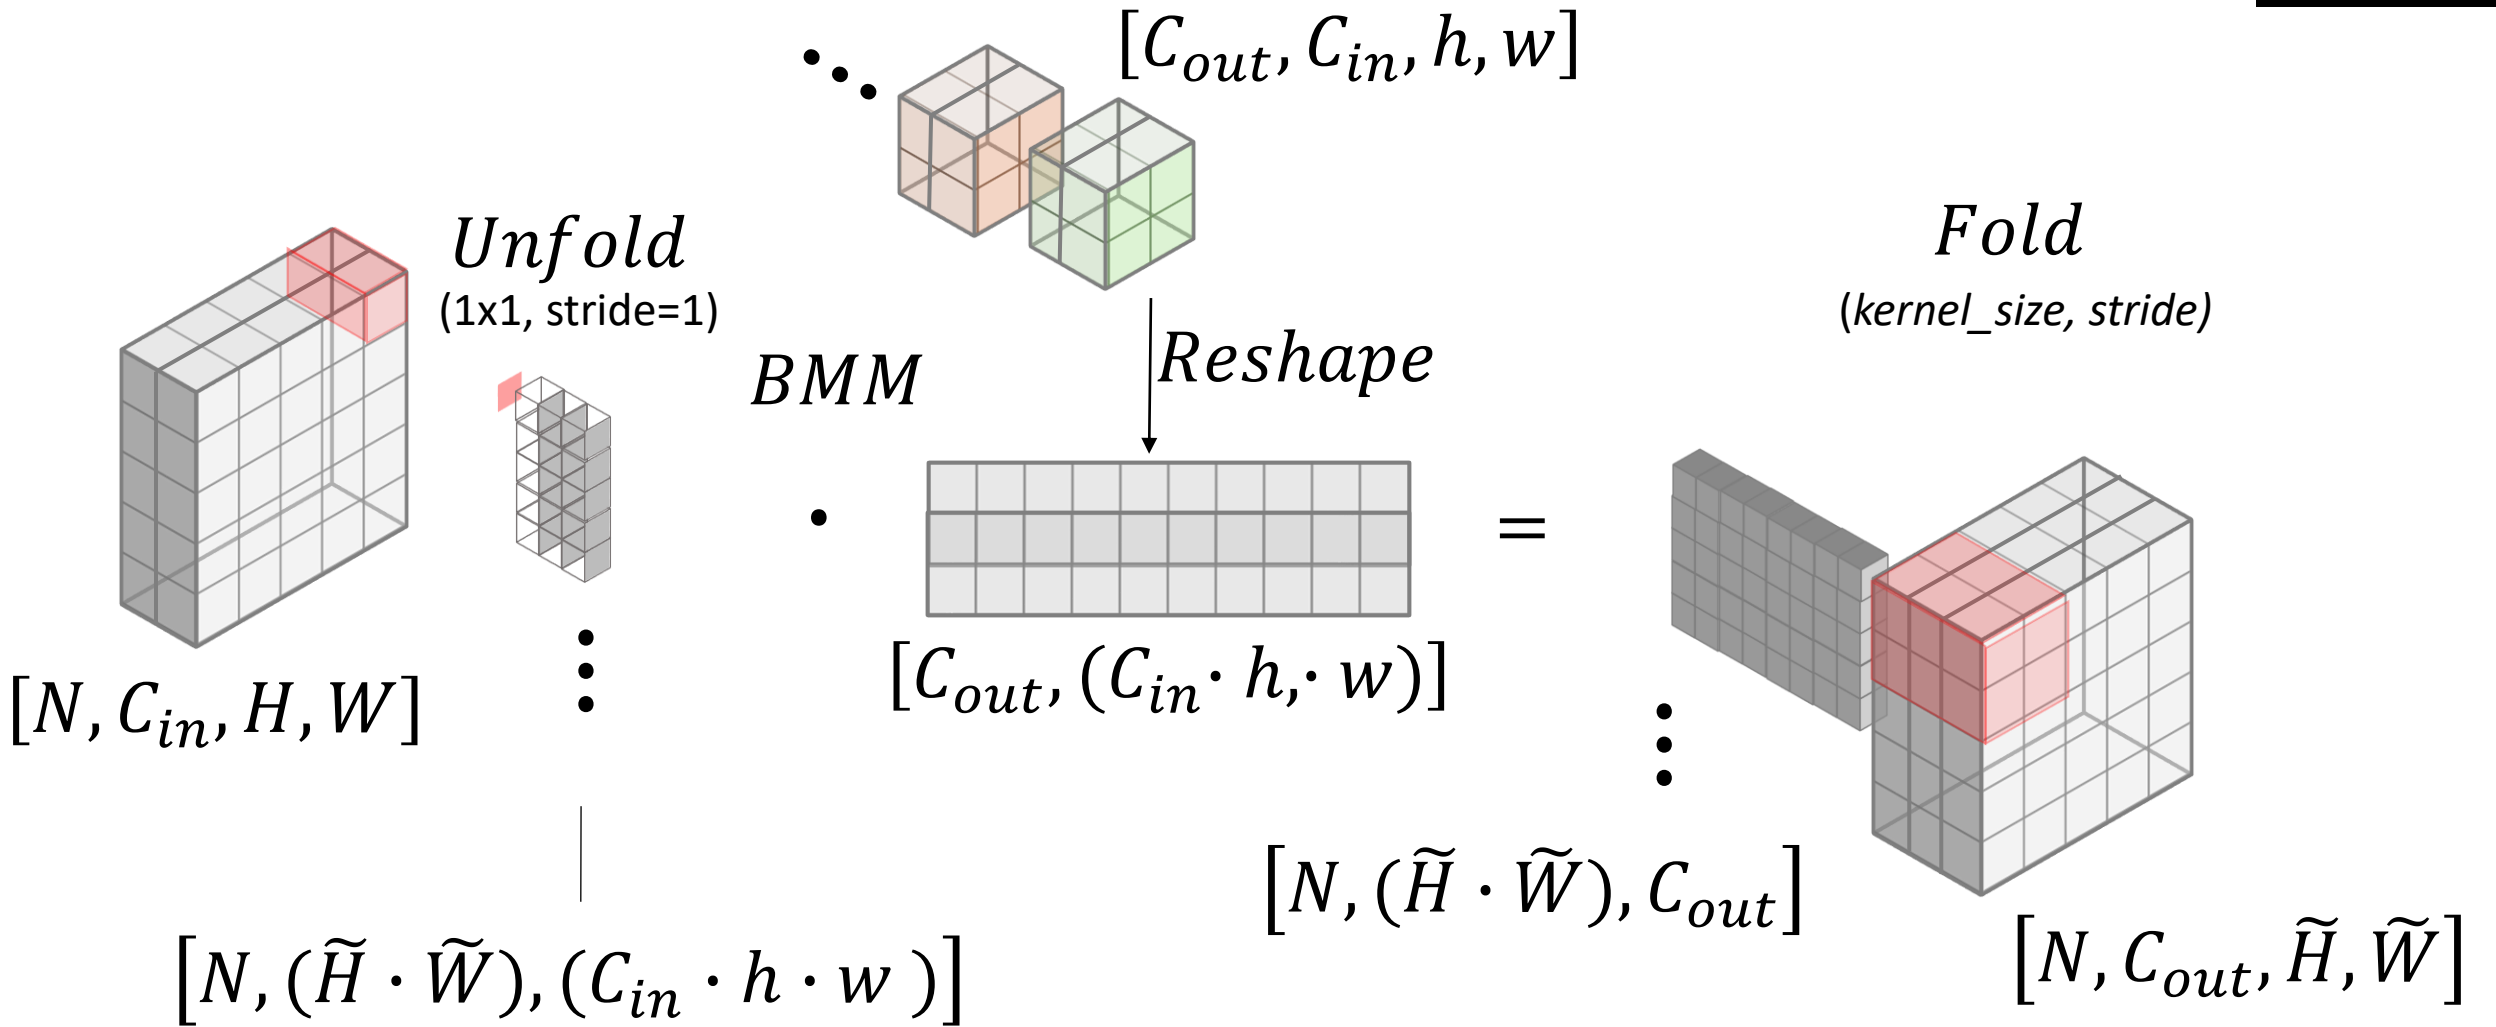 [C_out, C_in, h, w]
Unfold
(1x1, stride=1)
Fold
(kernel_size, stride)
BMM
Reshape
·
=
[N, C_in, H, W]
[C_out, (C_in · h,· w)]
[N, (H̃ · W̃), C_out]
[N, (H̃ · W̃), (C_in · h · w )]
[N, C_out, H̃, W̃]